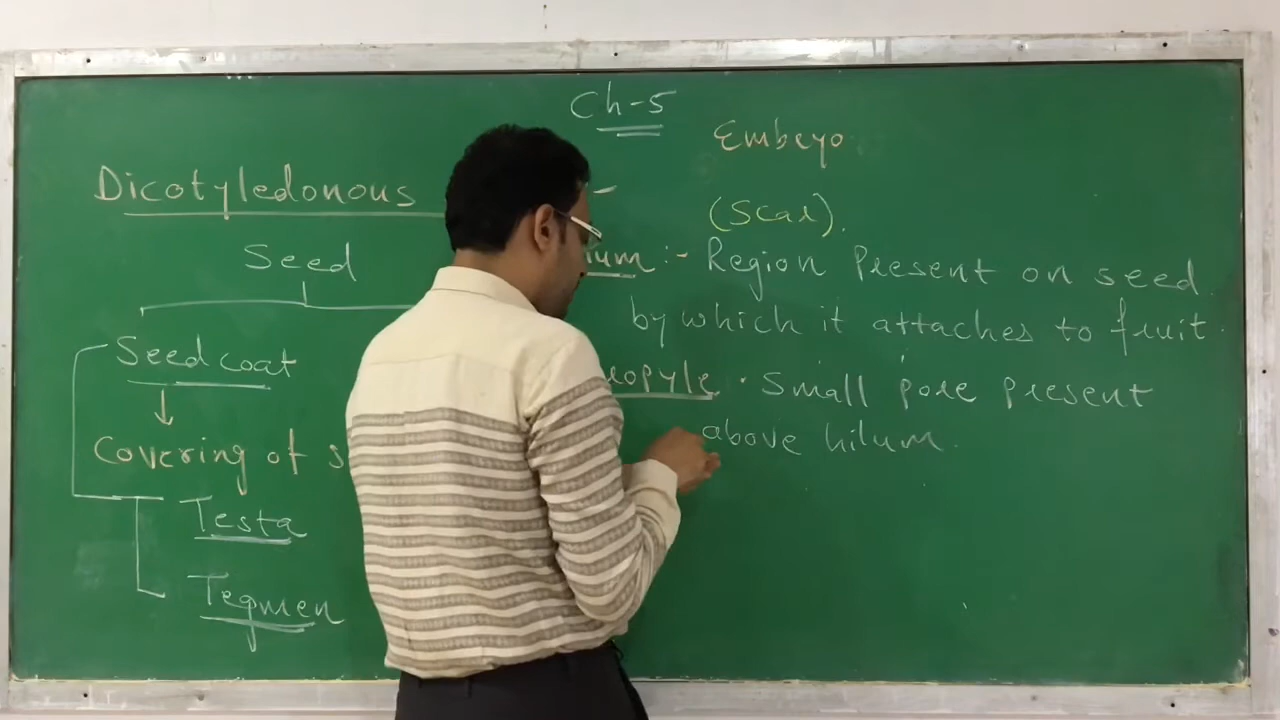 Ch-5
Embryo
Dicotyledonous
(Scar).
Seed
:- Region Present on seed
by which it attaches to fruit.
Seed coat
. Small pore present
Covering of
above hilum.
Testa
Tegmen